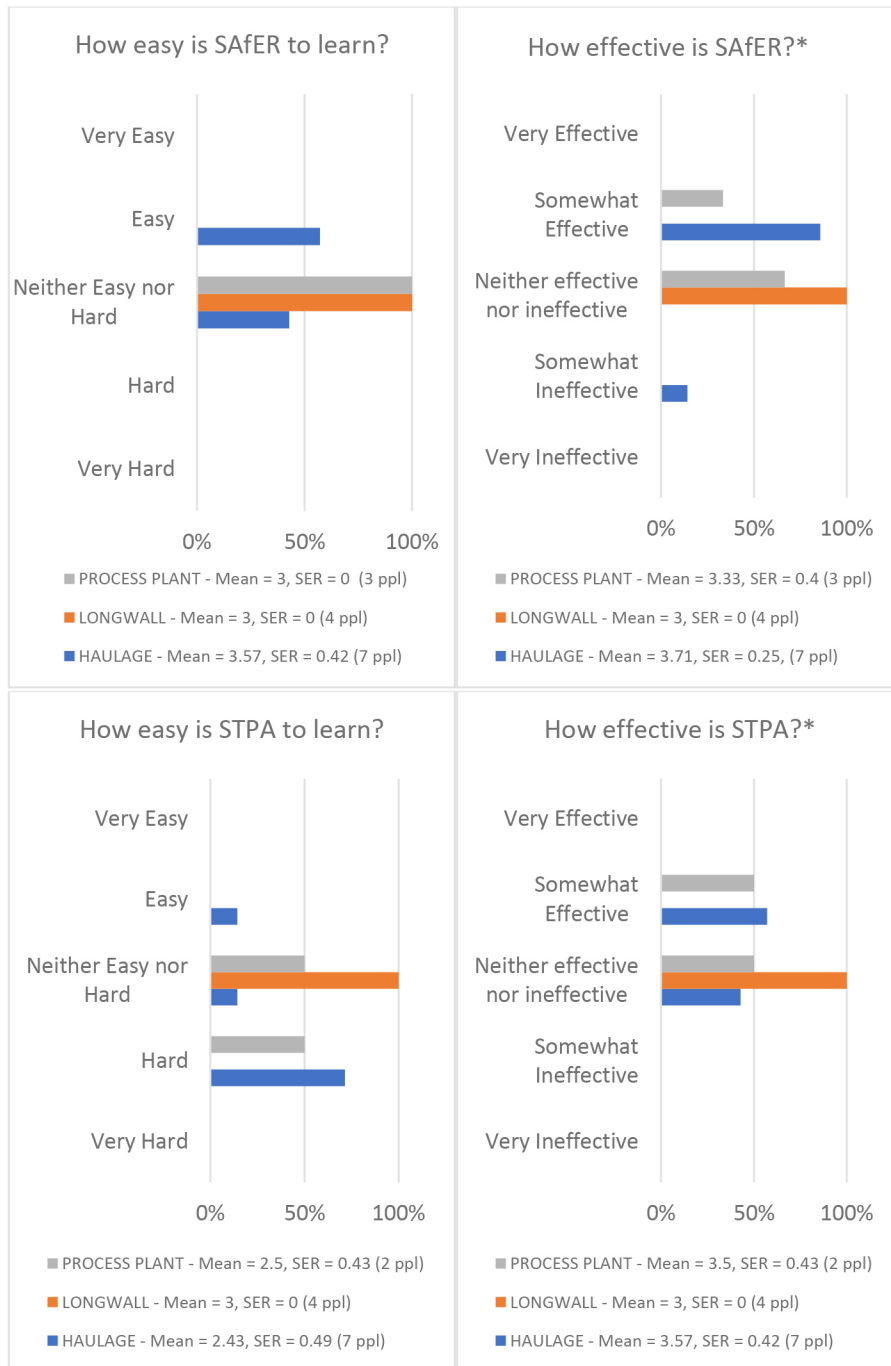 How easy is SAfER to learn?
Very Easy
Easy
Neither Easy nor
Hard
Hard
Very Hard
0%
50%
100%
PROCESS PLANT - Mean = 3, SER = 0 (3 ppl)
LONGWALL - Mean = 3, SER = 0 (4 ppl)
HAULAGE - Mean = 3.57, SER = 0.42 (7 ppl)
How effective is SAfER?*
Very Effective
Somewhat
Effective
Neither effective
nor ineffective
Somewhat
Ineffective
Very Ineffective
0%
50%
100%
PROCESS PLANT - Mean = 3.33, SER = 0.4 (3 ppl)
LONGWALL - Mean = 3, SER = 0 (4 ppl)
HAULAGE - Mean = 3.71, SER = 0.25, (7 ppl)
How easy is STPA to learn?
Very Easy
Easy
Neither Easy nor
Hard
Hard
Very Hard
0%
50%
100%
PROCESS PLANT - Mean = 2.5, SER = 0.43 (2 ppl)
LONGWALL - Mean = 3, SER = 0 (4 ppl)
HAULAGE - Mean = 2.43, SER = 0.49 (7 ppl)
How effective is STPA?*
Very Effective
Somewhat
Effective
Neither effective
nor ineffective
Somewhat
Ineffective
Very Ineffective
0%
50%
100%
PROCESS PLANT - Mean = 3.5, SER = 0.43 (2 ppl)
LONGWALL - Mean = 3, SER = 0 (4 ppl)
HAULAGE - Mean = 3.57, SER = 0.42 (7 ppl)